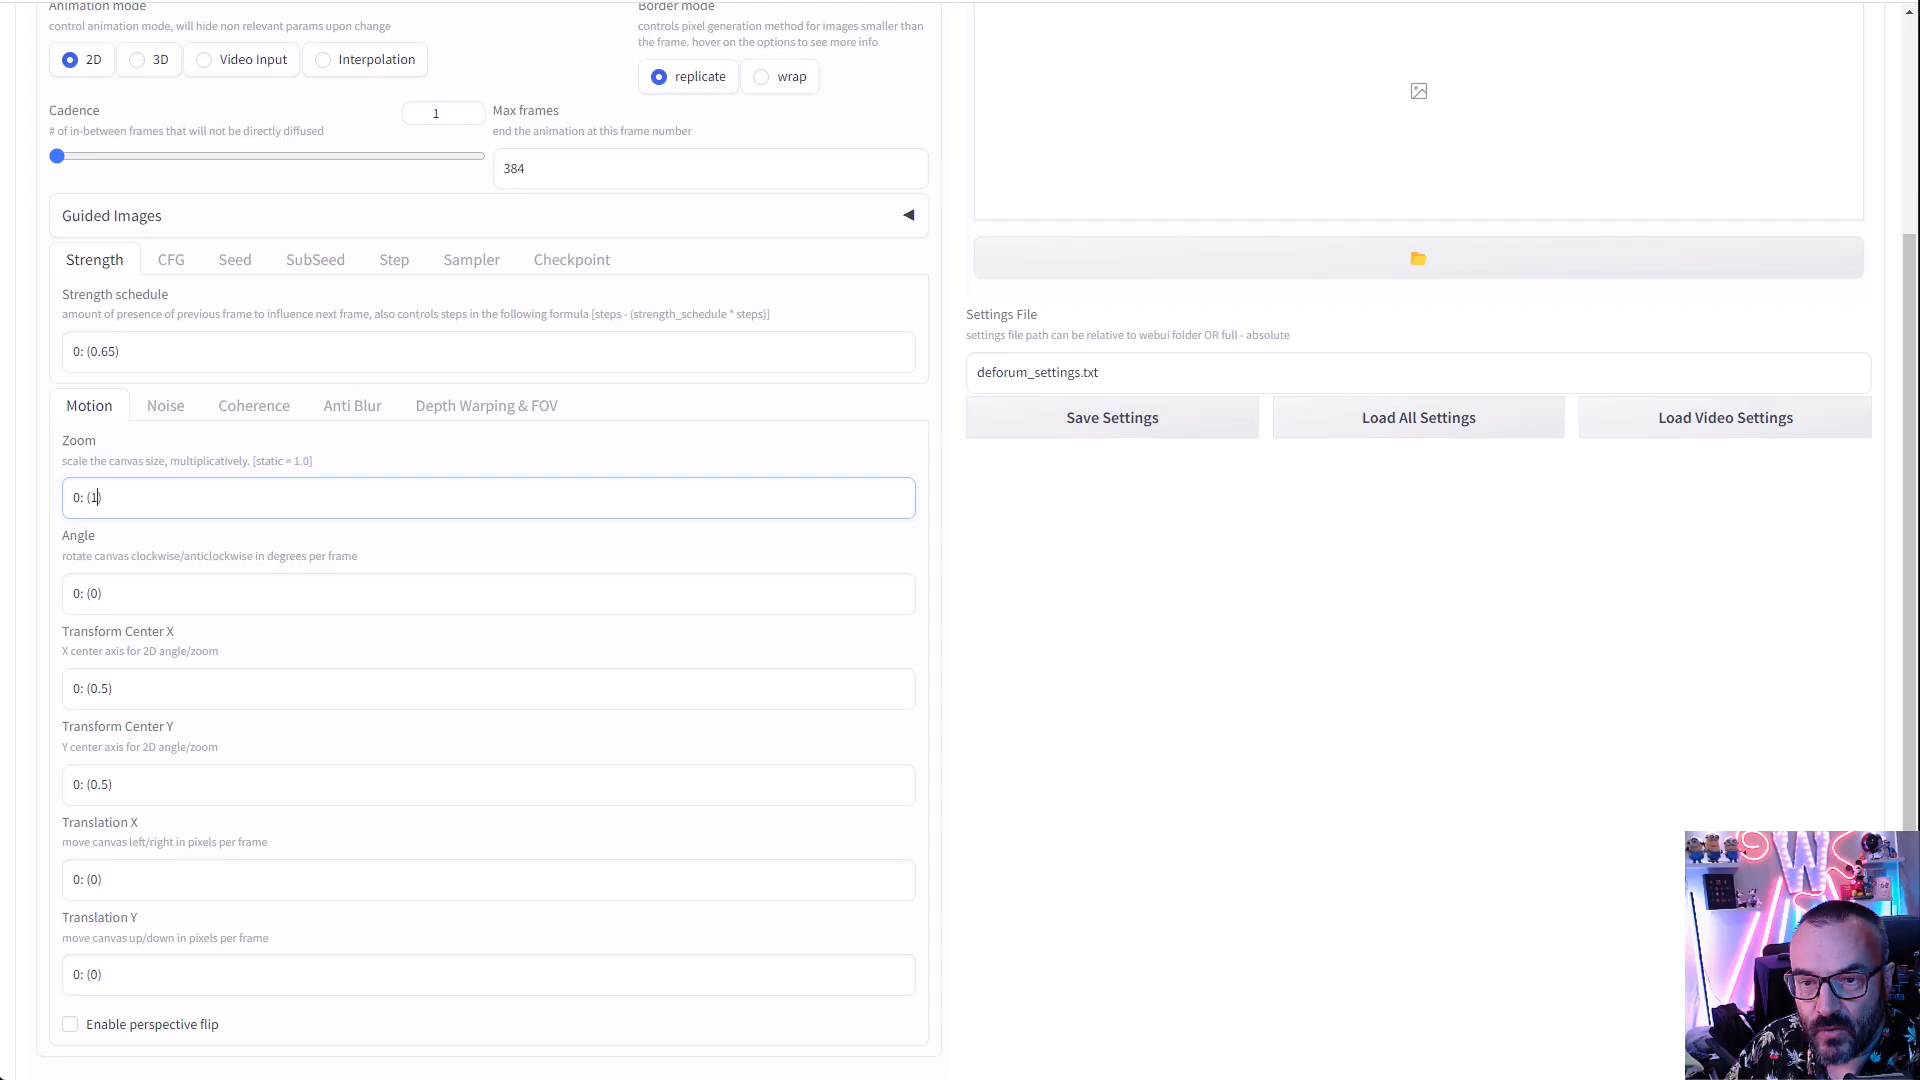 Animation mode
control animation mode, will hide non relevant params upon change
2D
3D
Video Input
Interpolation
Border mode
controls pixel generation method for images smaller than
the frame. hover on the options to see more info
replicate
wrap
Cadence
# of in-between frames that will not be directly diffused
1
Max frames
end the animation at this frame number
384
Guided Images
Strength
CFG
Seed
SubSeed
Step
Sampler
Checkpoint
Strength schedule
amount of presence of previous frame to influence next frame, also controls steps in the following formula [steps - (strength_schedule * steps)]
0: (0.65)
Motion
Noise
Coherence
Anti Blur
Depth Warping & FOV
Zoom
scale the canvas size, multiplicatively. [static = 1.0]
0: (1)
Angle
rotate canvas clockwise/anticlockwise in degrees per frame
0: (0)
Transform Center X
X center axis for 2D angle/zoom
0: (0.5)
Transform Center Y
Y center axis for 2D angle/zoom
0: (0.5)
Translation X
move canvas left/right in pixels per frame
0: (0)
Translation Y
move canvas up/down in pixels per frame
0: (0)
Enable perspective flip
Settings File
settings file path can be relative to webui folder OR full - absolute
deforum_settings.txt
Save Settings
Load All Settings
Load Video Settings
W